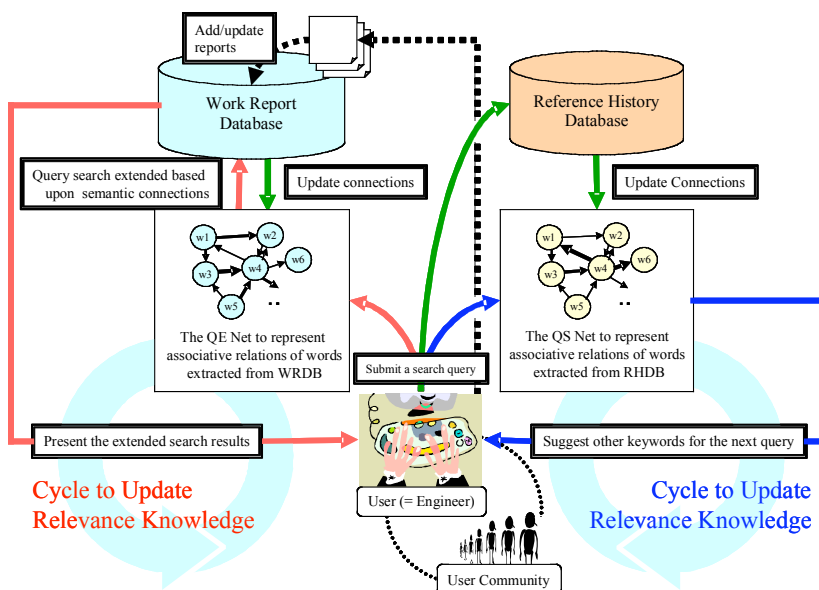 Add/update
reports
Work Report
Database
Reference History
Database
Query search extended based
upon semantic connections
Update connections
Update Connections
w1
w2
w3
w4
w5
w6
..
w1
w2
w3
w4
w5
w6
..
The QE Net to represent
associative relations of words
extracted from WRDB
Submit a search query
The QS Net to represent
associative relations of words
extracted from RHDB
Present the extended search results
Suggest other keywords for the next query
Cycle to Update
Relevance Knowledge
User (= Engineer)
Cycle to Update
Relevance Knowledge
User Community